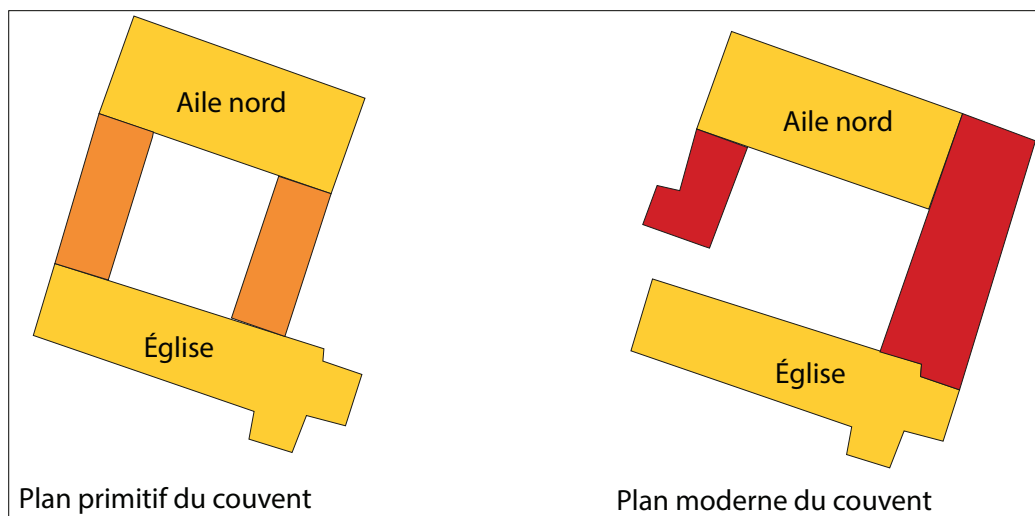 Aile nord
Église
Plan primitif du couvent
Aile nord
Église
Plan moderne du couvent